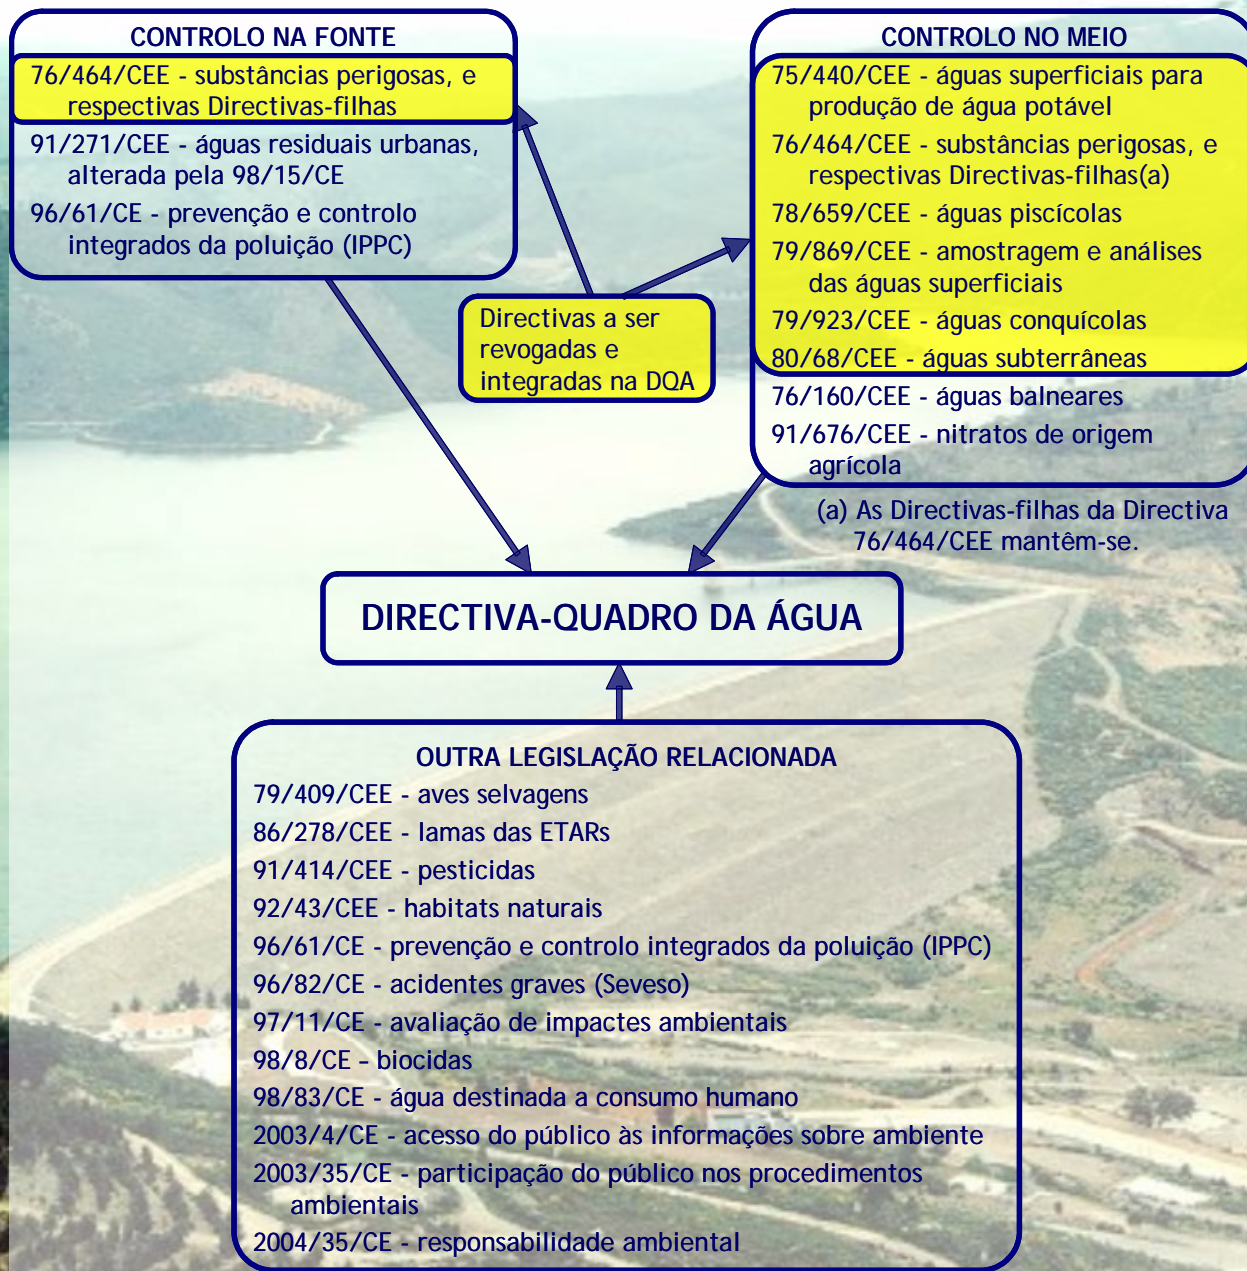 CONTROLO NA FONTE
76/464/CEE - substâncias perigosas, e
respectivas Directivas-filhas
91/271/CEE - águas residuais urbanas,
alterada pela 98/15/CE
96/61/CE - prevenção e controlo
integrados da poluição (IPPC)
CONTROLO NO MEIO
75/440/CEE - águas superficiais para
produção de água potável
76/464/CEE - substâncias perigosas, e
respectivas Directivas-filhas(a)
78/659/CEE - águas piscícolas
79/869/CEE - amostragem e análises
das águas superficiais
79/923/CEE - águas conquícolas
80/68/CEE - águas subterrâneas
76/160/CEE - águas balneares
91/676/CEE - nitratos de origem
agrícola
Directivas a ser
revogadas e
integradas na DQA
(a) As Directivas-filhas da Directiva
76/464/CEE mantêm-se.
DIRECTIVA-QUADRO DA ÁGUA
OUTRA LEGISLAÇÃO RELACIONADA
79/409/CEE - aves selvagens
86/278/CEE - lamas das ETARs
91/414/CEE - pesticidas
92/43/CEE - habitats naturais
96/61/CE - prevenção e controlo integrados da poluição (IPPC)
96/82/CE - acidentes graves (Seveso)
97/11/CE - avaliação de impactes ambientais
98/8/CE – biocidas
98/83/CE - água destinada a consumo humano
2003/4/CE - acesso do público às informações sobre ambiente
2003/35/CE - participação do público nos procedimentos
ambientais
2004/35/CE - responsabilidade ambiental